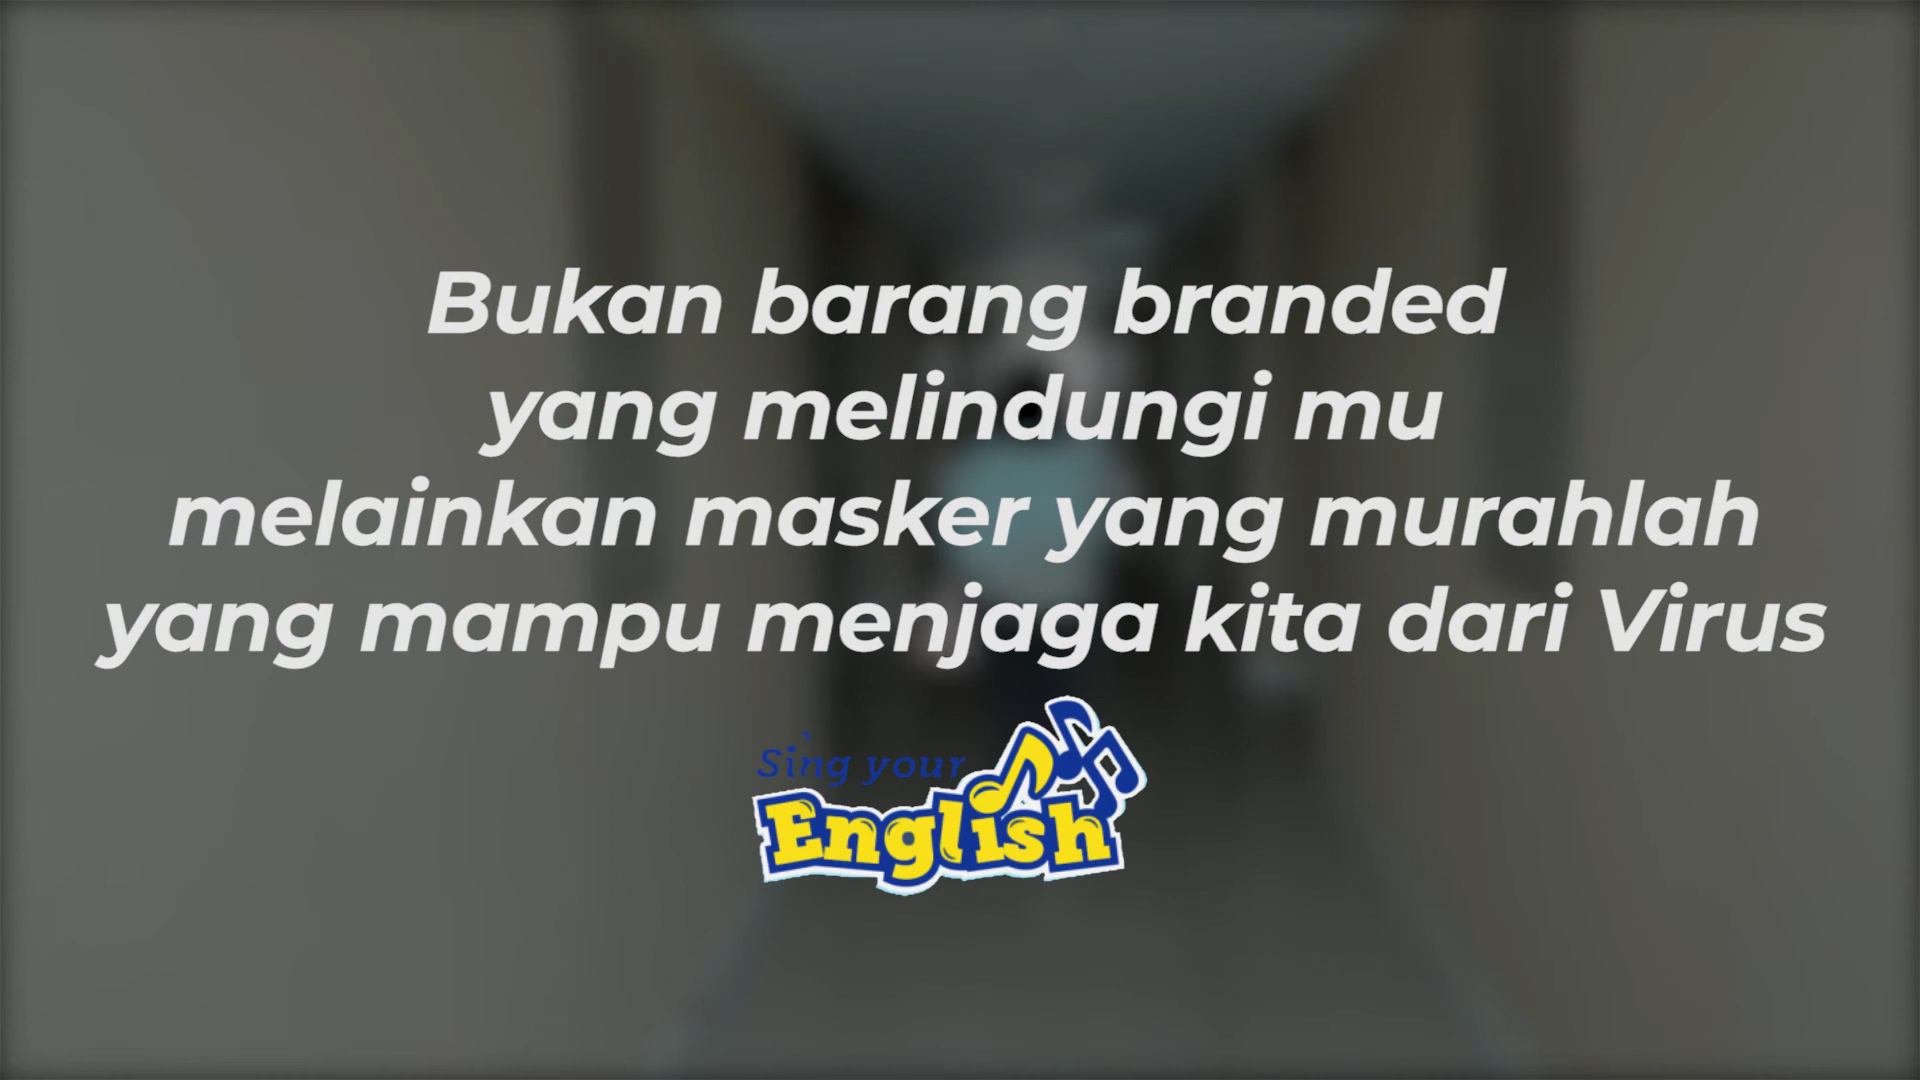 Bukan barang branded
yang melindungi mu
melainkan masker yang murahlah
yang mampu menjaga kita dari Virus
Sing your
English